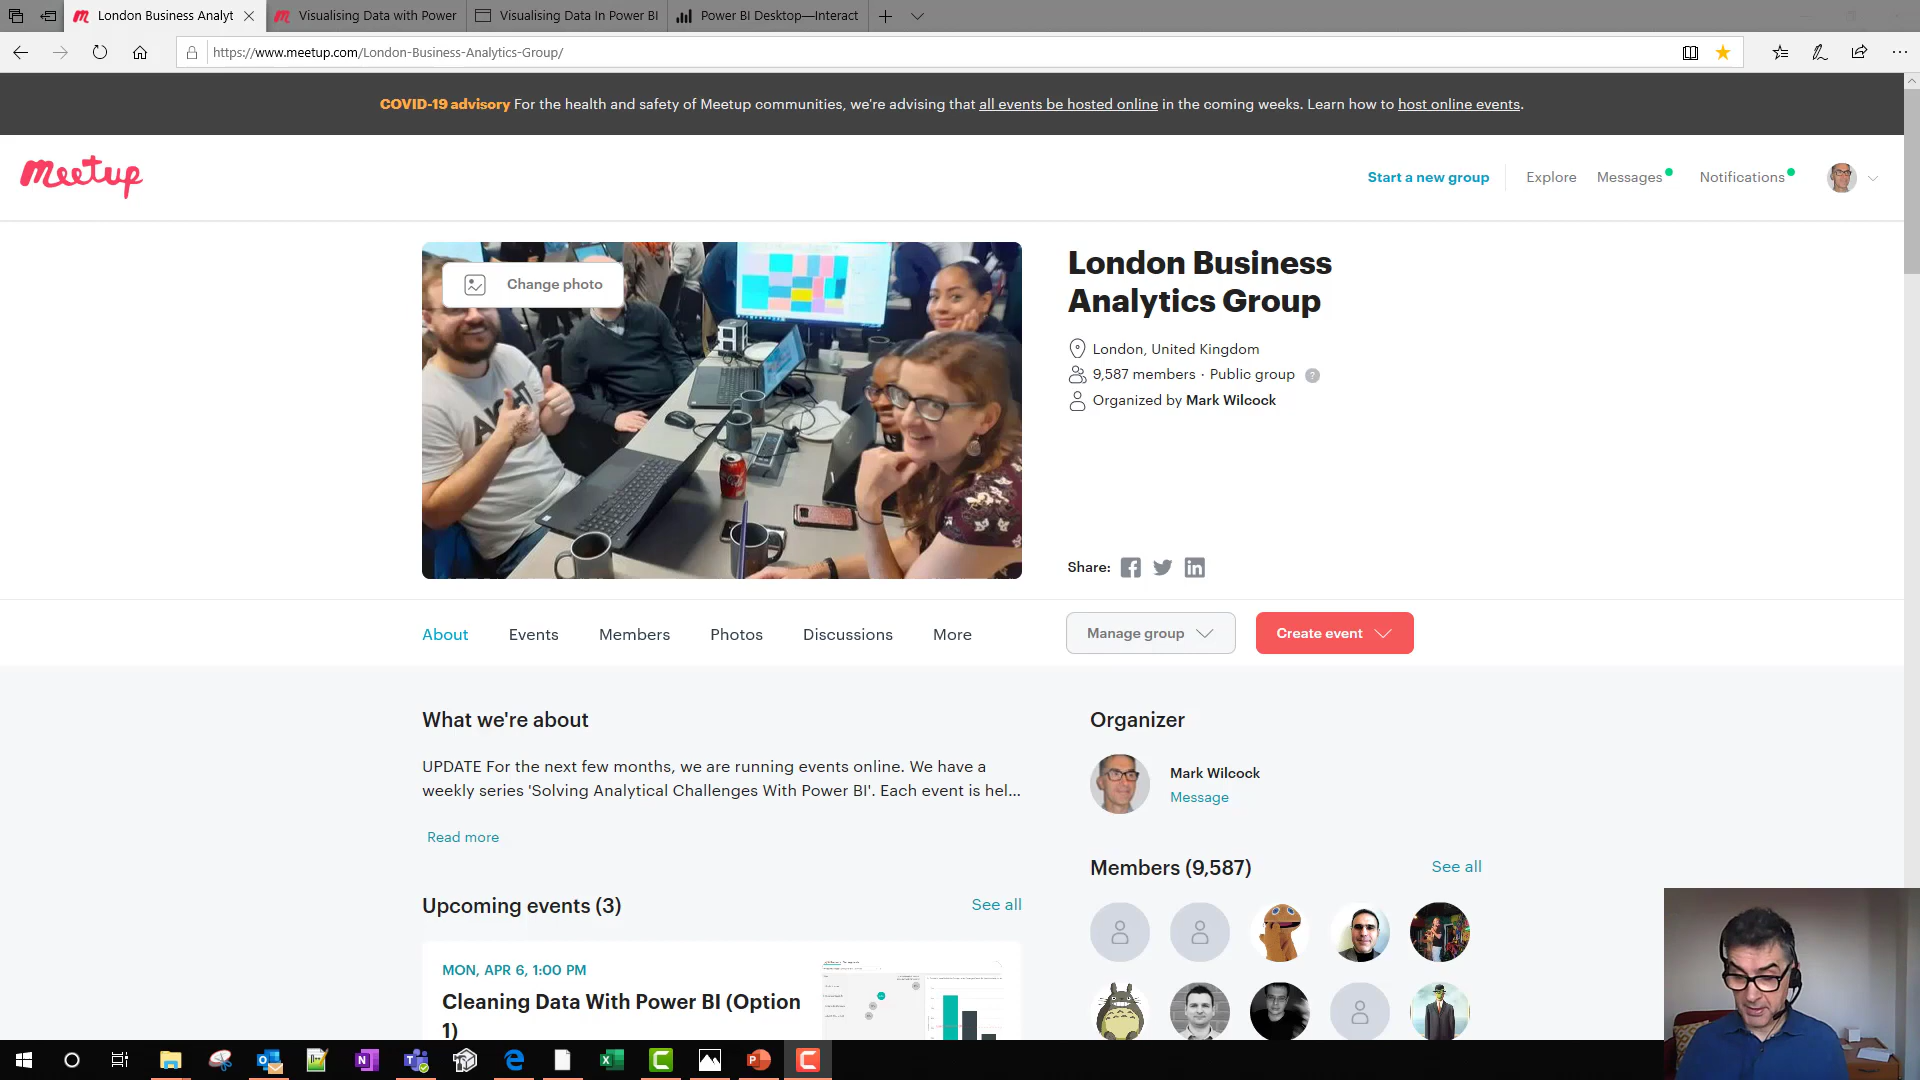 London Business Analyt
Visualising Data with Power
Visualising Data In Power BI
Power BI Desktop—Interact
https://www.meetup.com/London-Business-Analytics-Group/
COVID-19 advisory For the health and safety of Meetup communities, we're advising that all events be hosted online in the coming weeks. Learn how to host online events.
meetup
Start a new group
Explore
Messages
Notifications
Change photo
London Business
Analytics Group
London, United Kingdom
9,587 members · Public group ?
Organized by Mark Wilcock
Share:
About
Events
Members
Photos
Discussions
More
Manage group
Create event
What we're about
UPDATE For the next few months, we are running events online. We have a
weekly series 'Solving Analytical Challenges With Power BI'. Each event is hel...
Read more
Organizer
Mark Wilcock
Message
Members (9,587)
See all
Upcoming events (3)
See all
MON, APR 6, 1:00 PM
Cleaning Data With Power BI (Option
1)